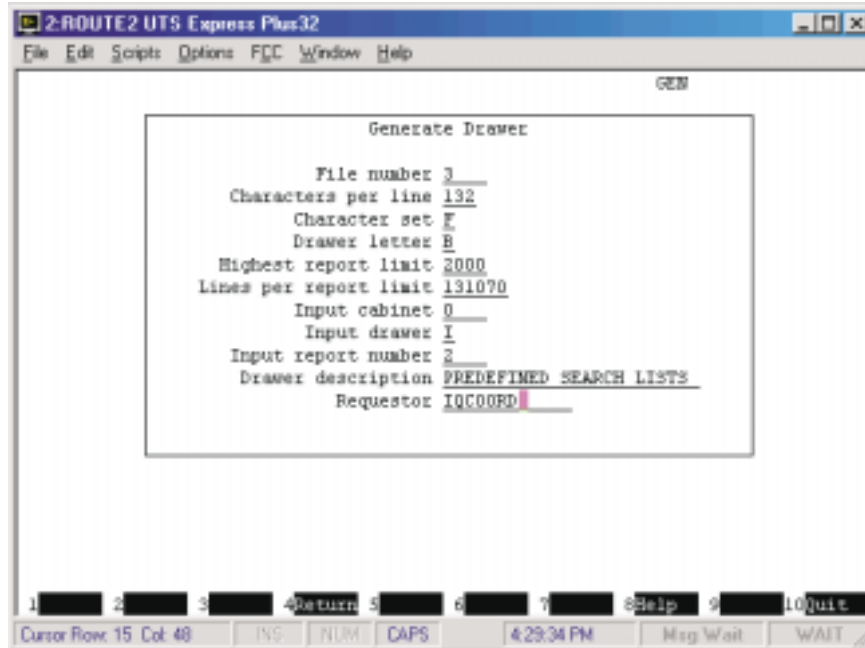 2:ROUTE2 UTS Express Plus32
File Edit Scripts Options FCC Window Help
GEN
Generate Drawer
File number 3
Characters per line 132
Character set F
Drawer letter B
Highest report limit 2000
Lines per report limit 131070
Input cabinet 0
Input drawer I
Input report number 2
Drawer description PREDEFINED SEARCH LISTS
Requestor IQCOORD
1 2 3 4Return 5 6 7 8Help 9 10Quit
Cursor Row: 15 Col: 48 INS NUM CAPS 4:29:34 PM Msg Wait WAIT